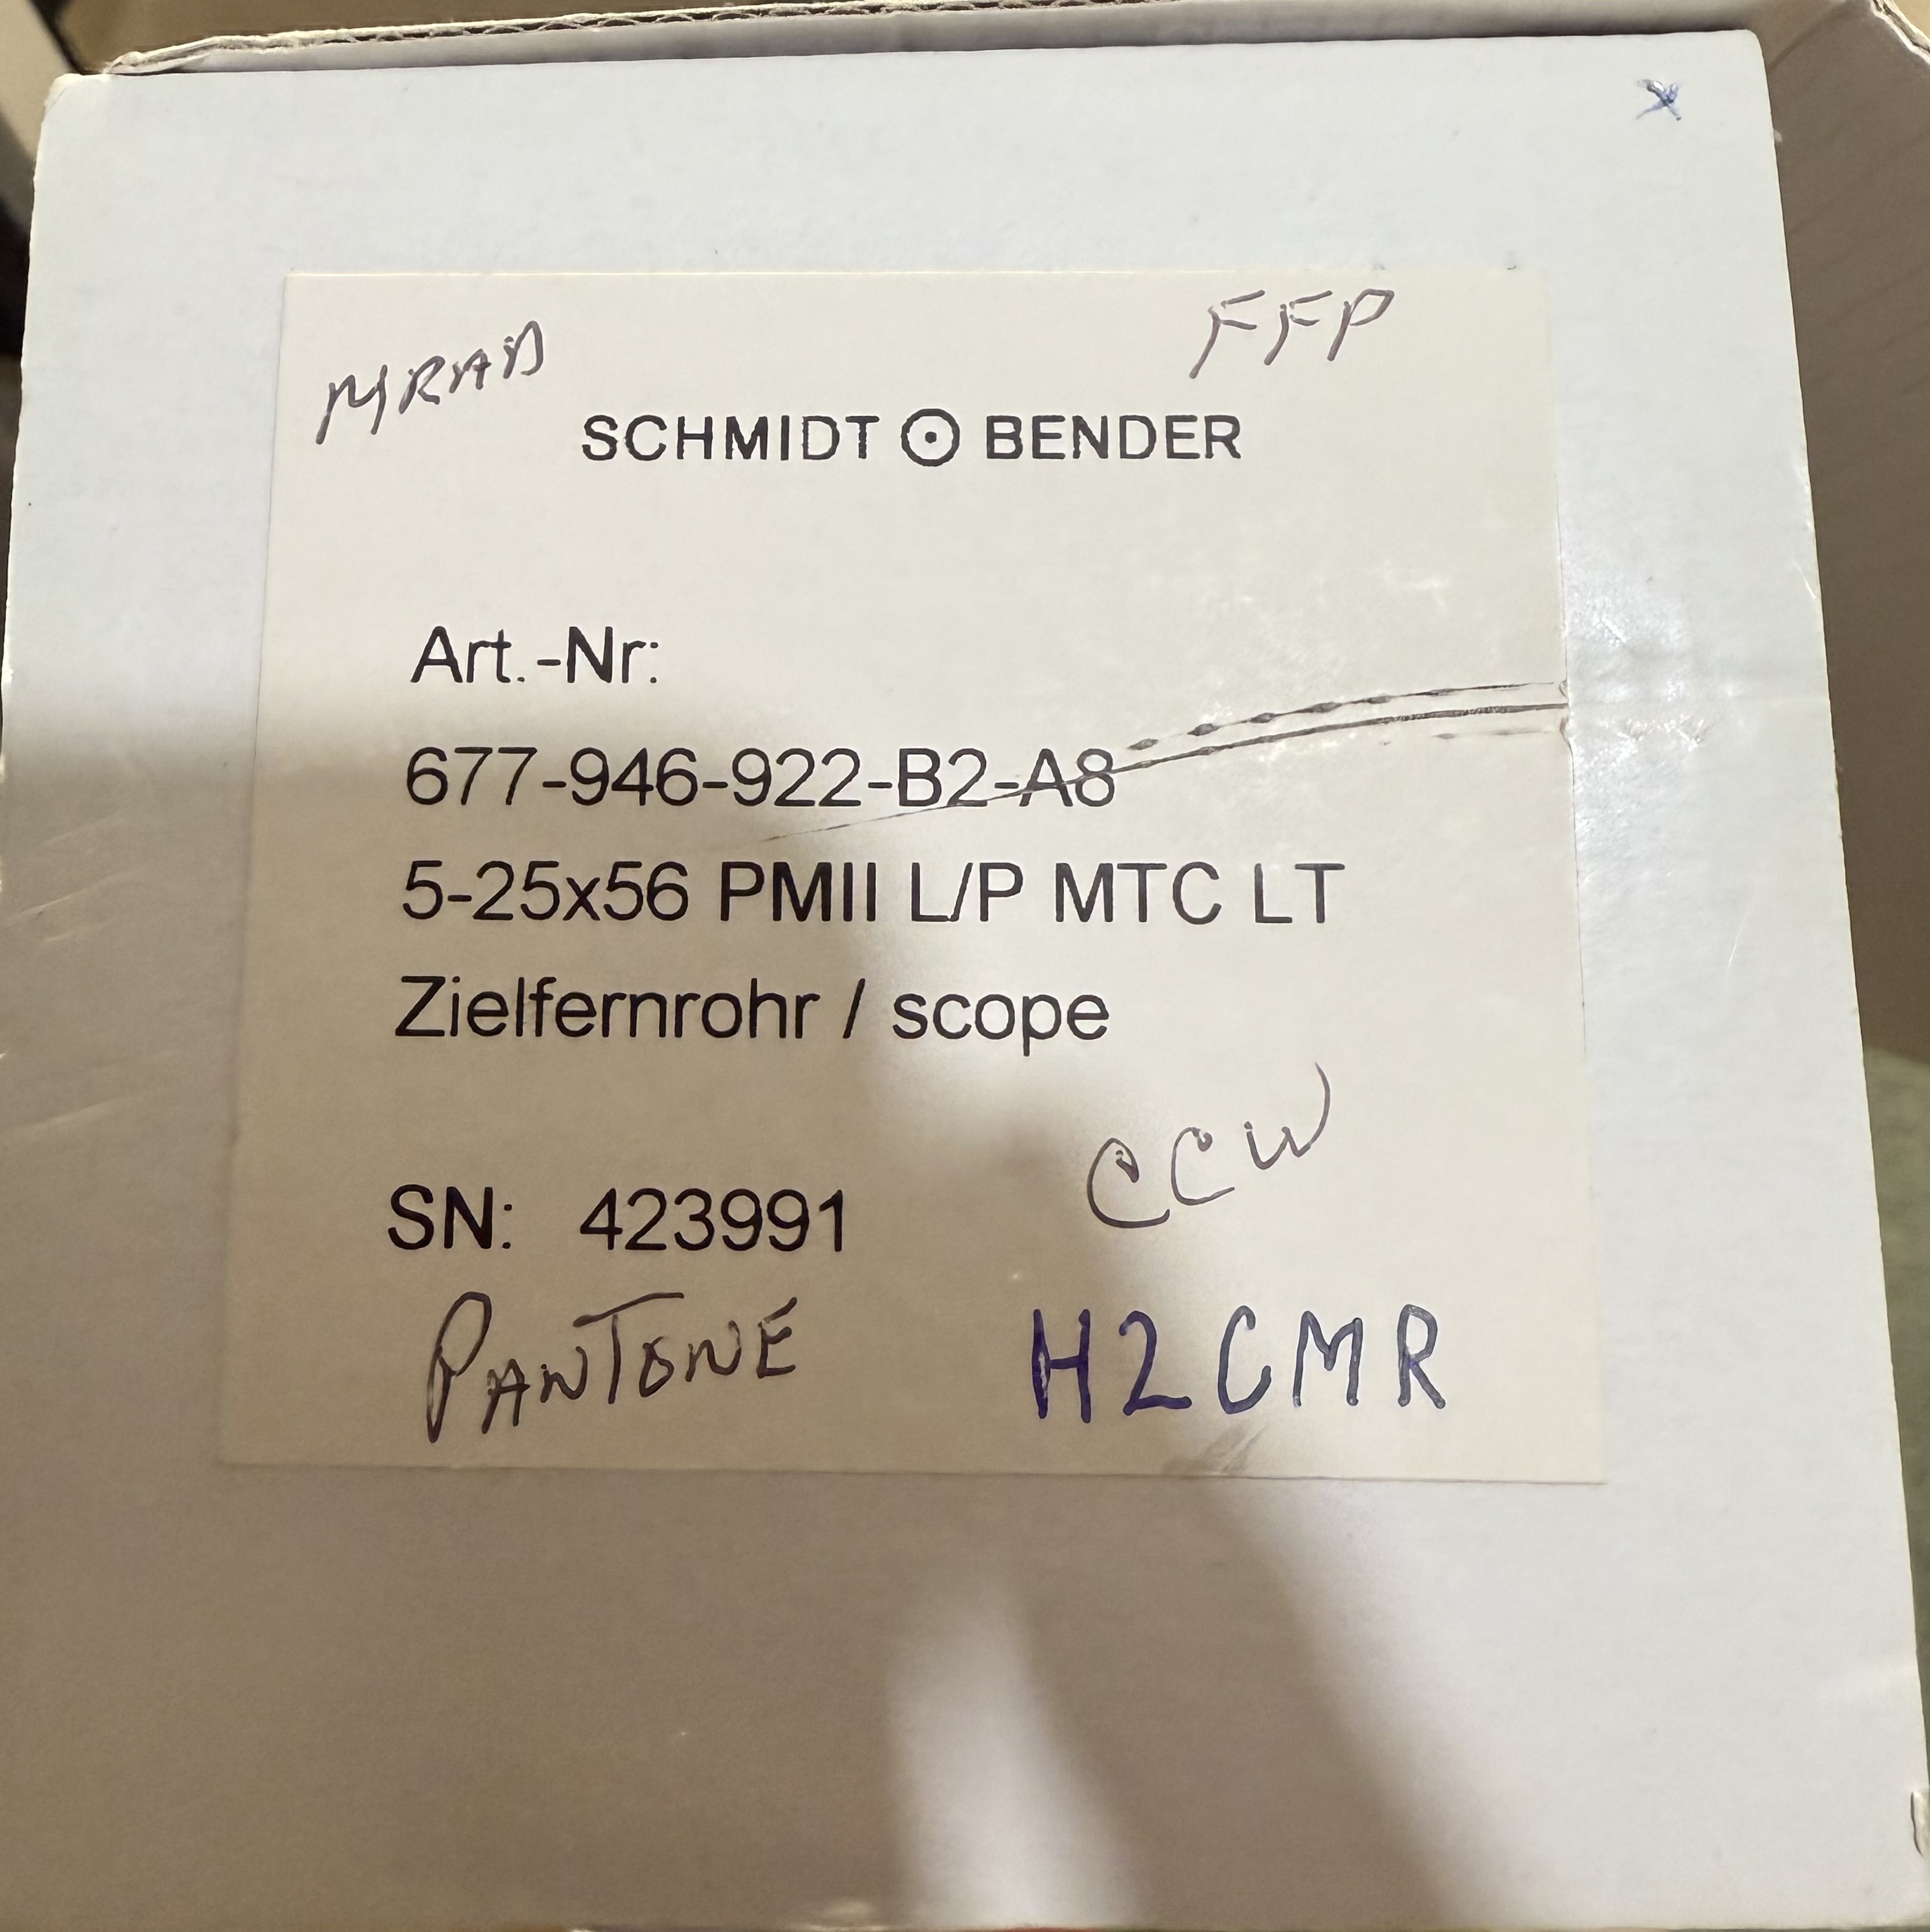 MRAD FFP
SCHMIDT BENDER
Art.-Nr:
677-946-922-B2-A8
5-25x56 PMII L/P MTC LT
Zielfernrohr / scope
CCW
SN: 423991
PANTONE H2CMR